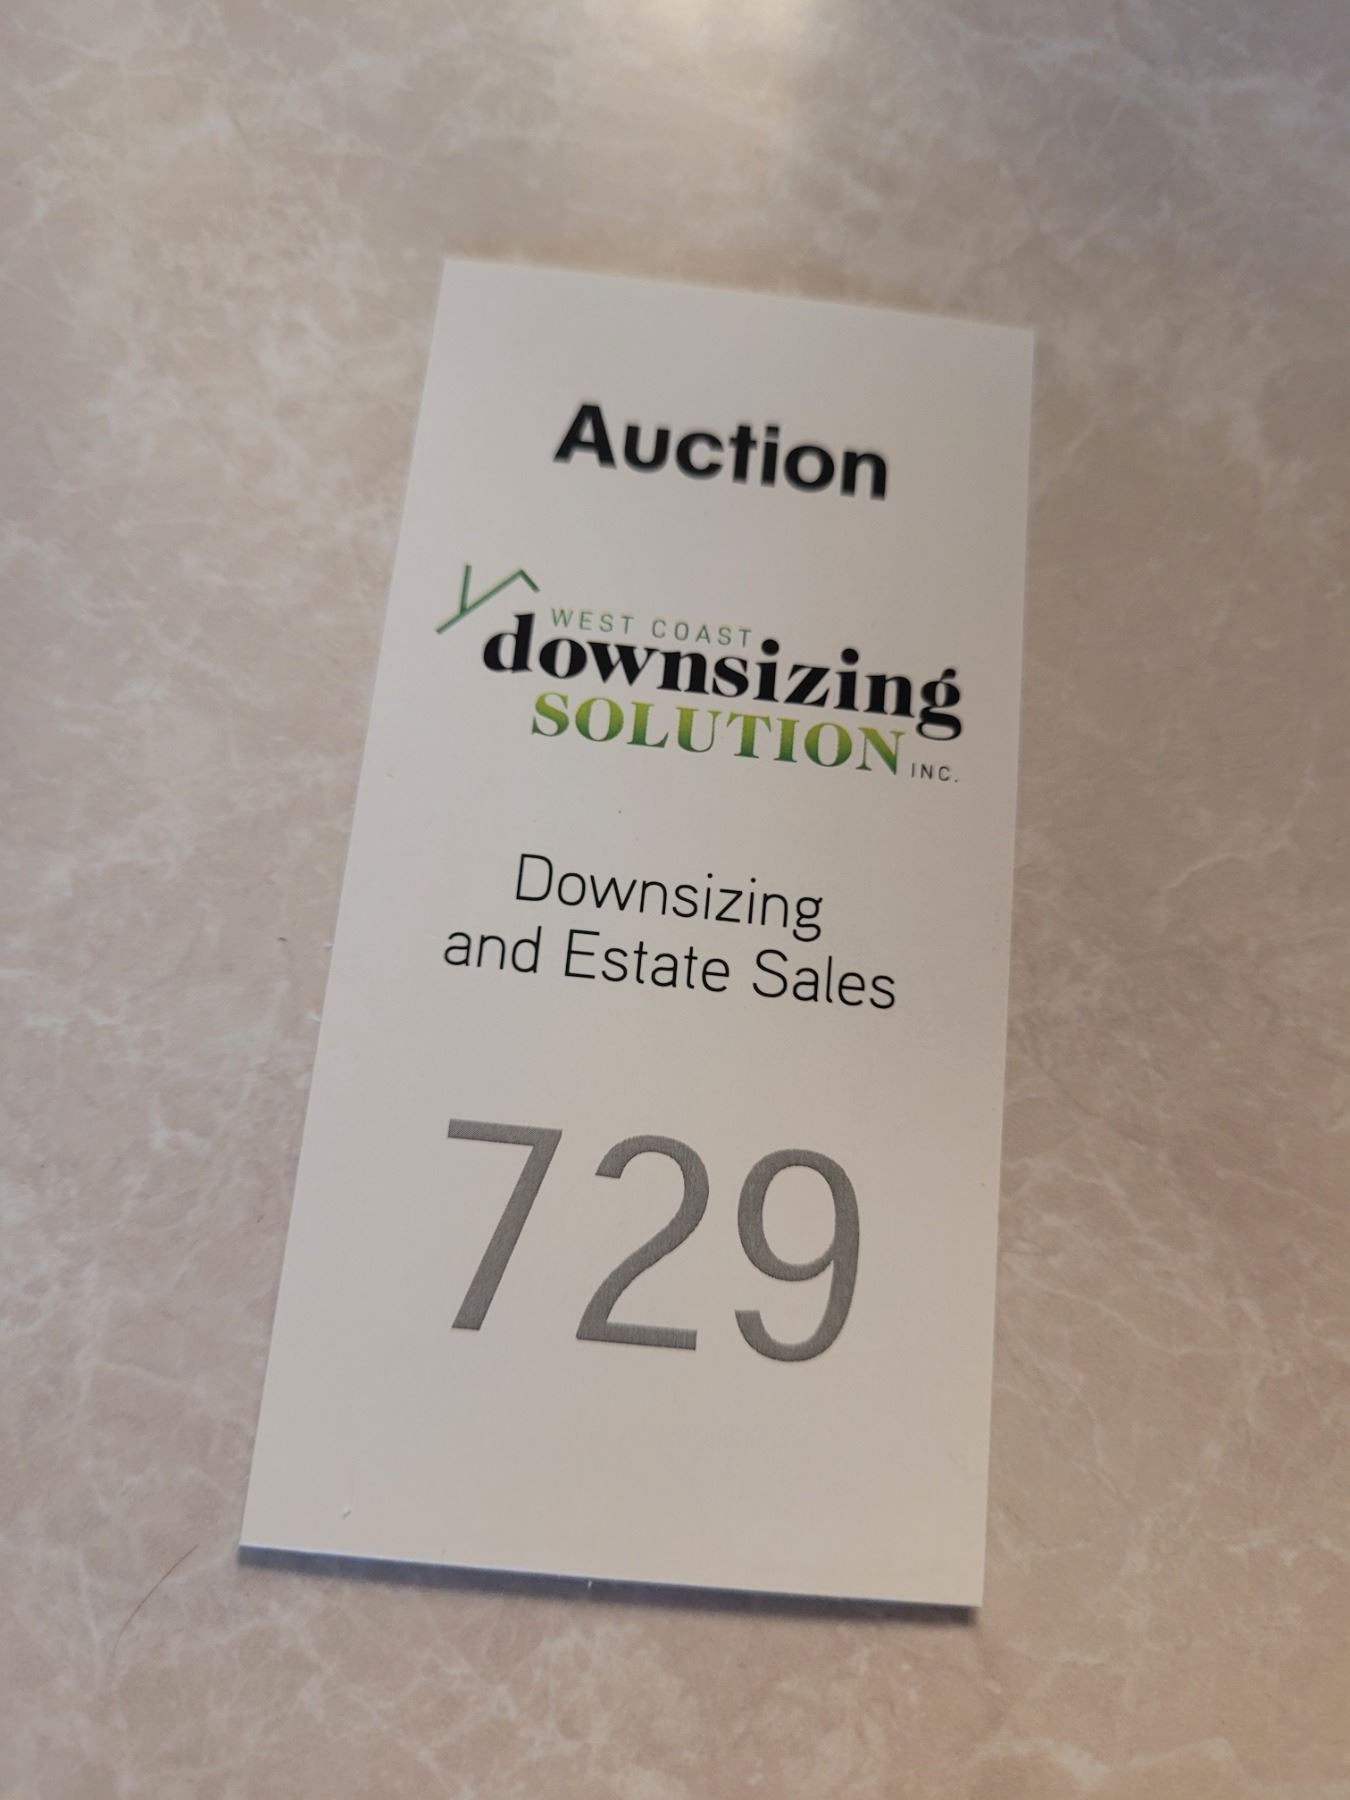 Auction
WEST COAST
downsizing
SOLUTION INC.
Downsizing
and Estate Sales
729